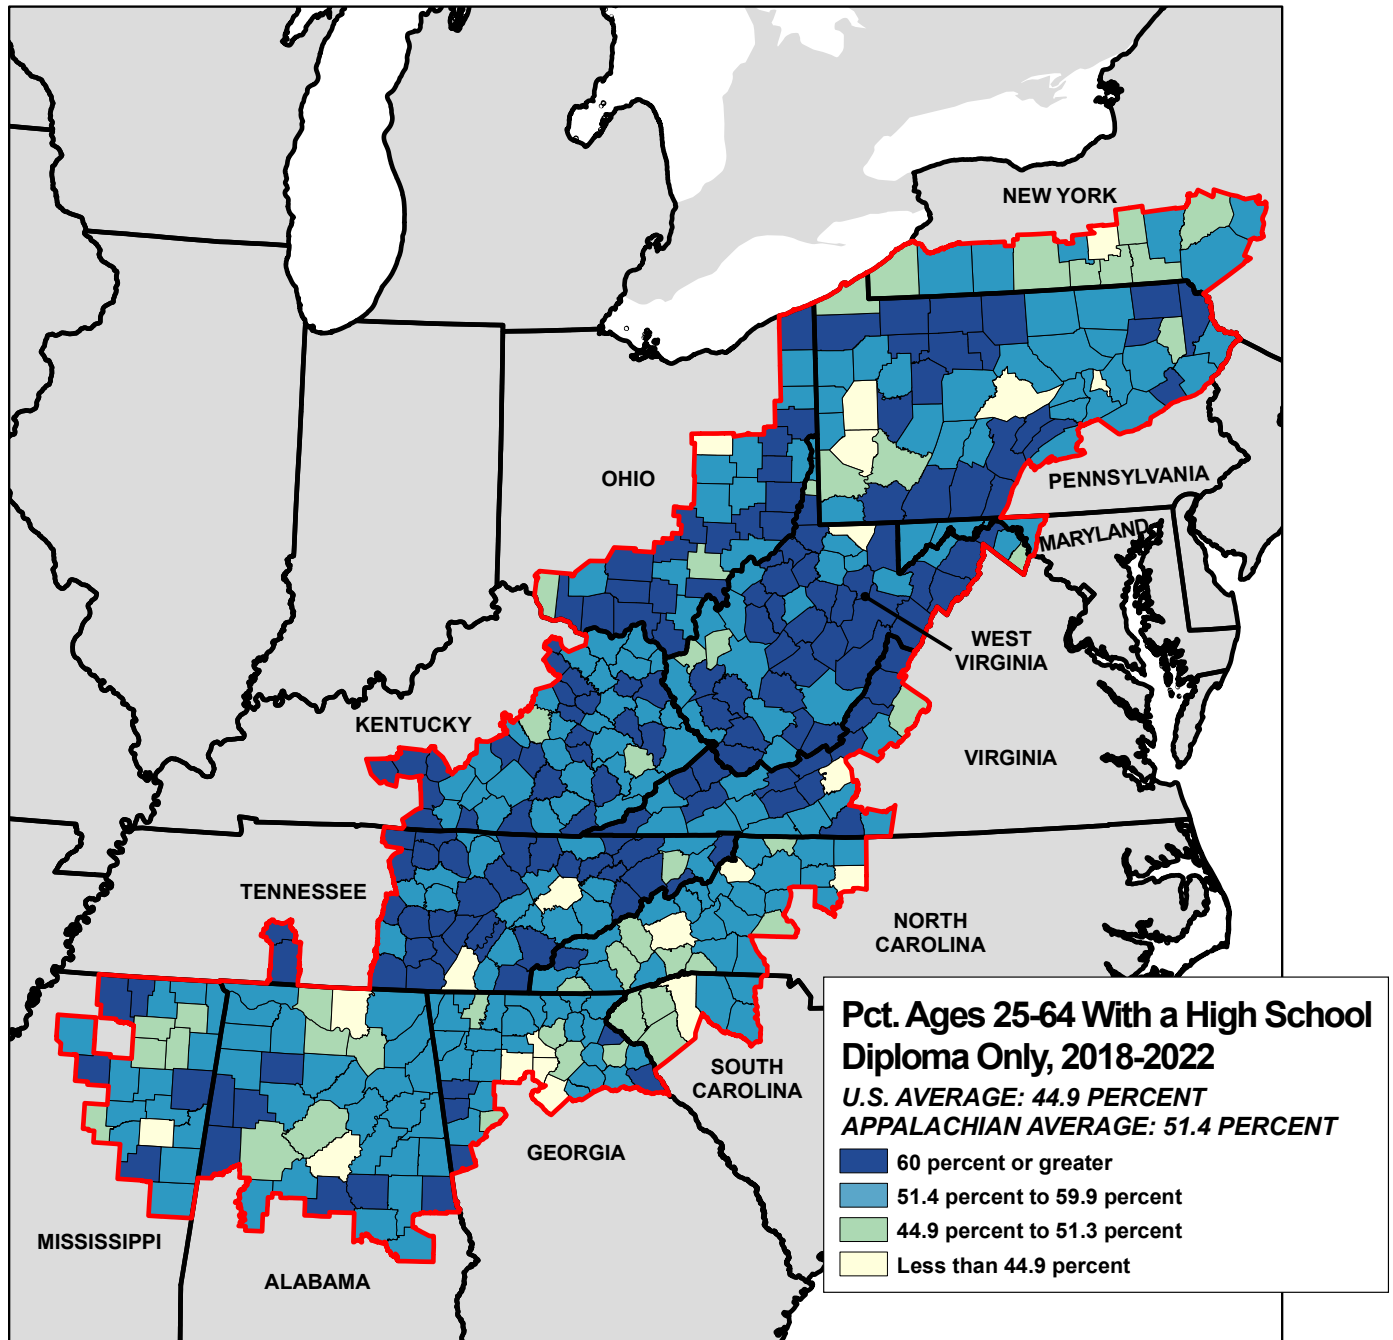 NEW YORK
OHIO
PENNSYLVANIA
MARYLAND
WEST
VIRGINIA
KENTUCKY
VIRGINIA
TENNESSEE
NORTH
CAROLINA
SOUTH
CAROLINA
GEORGIA
MISSISSIPPI
ALABAMA
Pct. Ages 25-64 With a High School
Diploma Only, 2018-2022
U.S. AVERAGE: 44.9 PERCENT
APPALACHIAN AVERAGE: 51.4 PERCENT
60 percent or greater
51.4 percent to 59.9 percent
44.9 percent to 51.3 percent
Less than 44.9 percent